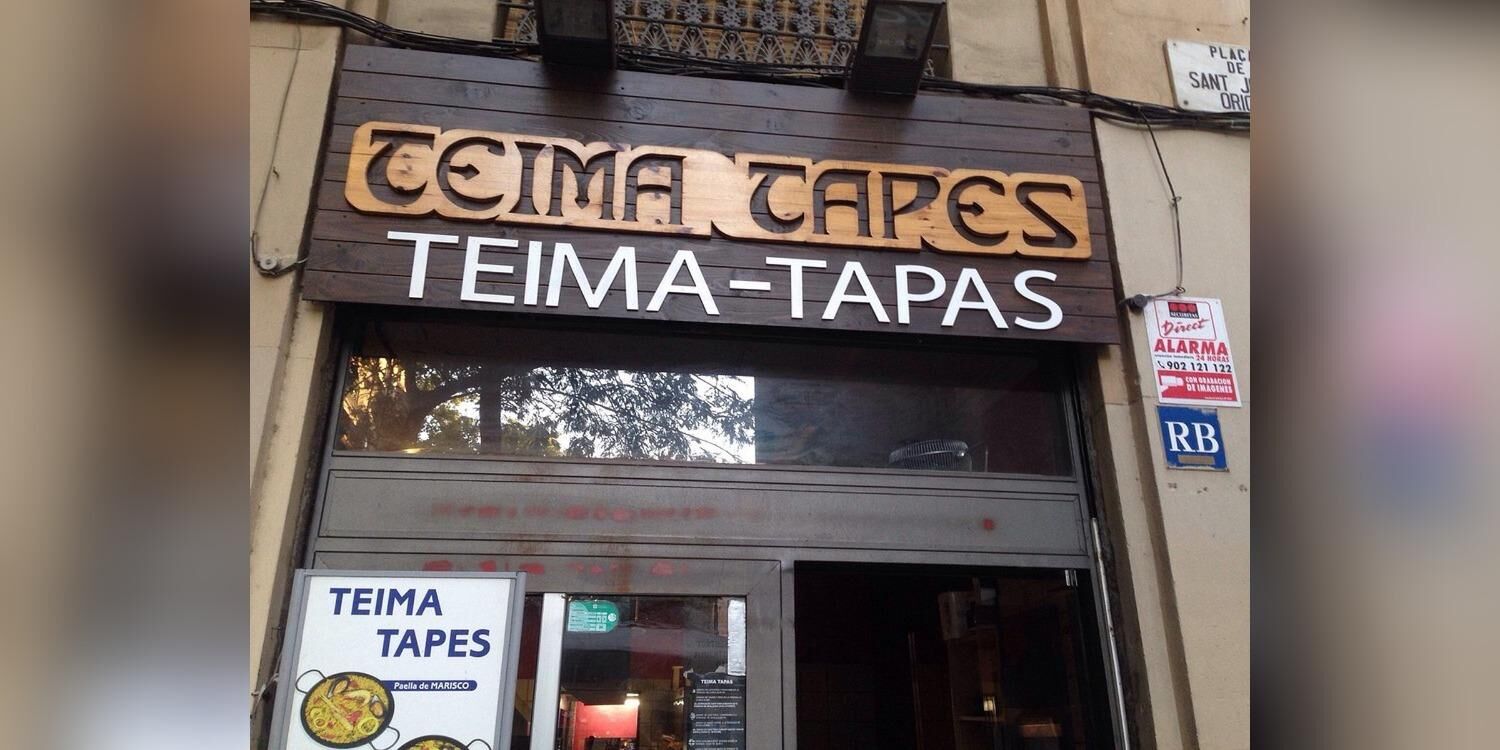 PLAÇA
DE
SANT J
ORIO
TEIMA TAPES
TEIMA-TAPAS
SECURITAS
Direct
ALARMA
24 HORAS
902 121 122
CON GRABACION
DE IMAGENES
RB
TEIMA
TAPES
Paella de MARISCO
TEIMA TAPAS